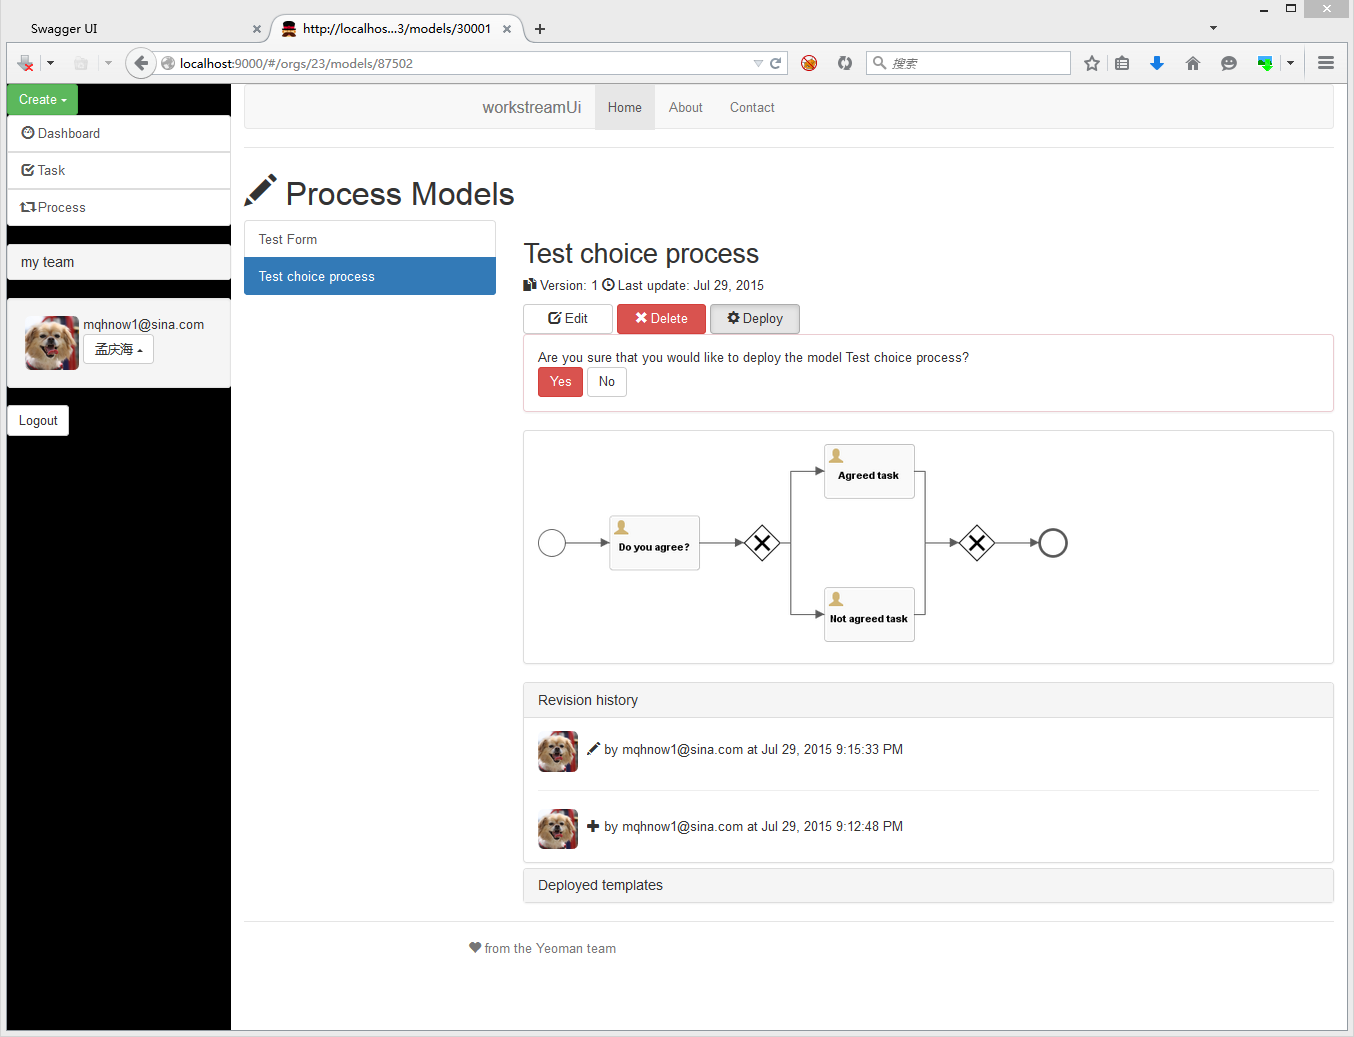 Swagger UI
http://localhos...3/models/30001
localhost:9000/#/orgs/23/models/87502
搜索
Create
Dashboard
Task
Process
my team
mqhnow1@sina.com
孟庆海
Logout
workstreamUi
Home
About
Contact
Process Models
Test Form
Test choice process
Test choice process
Version: 1 Last update: Jul 29, 2015
Edit
Delete
Deploy
Are you sure that you would like to deploy the model Test choice process?
Yes
No
Agreed task
Do you agree?
Not agreed task
Revision history
by mqhnow1@sina.com at Jul 29, 2015 9:15:33 PM
by mqhnow1@sina.com at Jul 29, 2015 9:12:48 PM
Deployed templates
from the Yeoman team